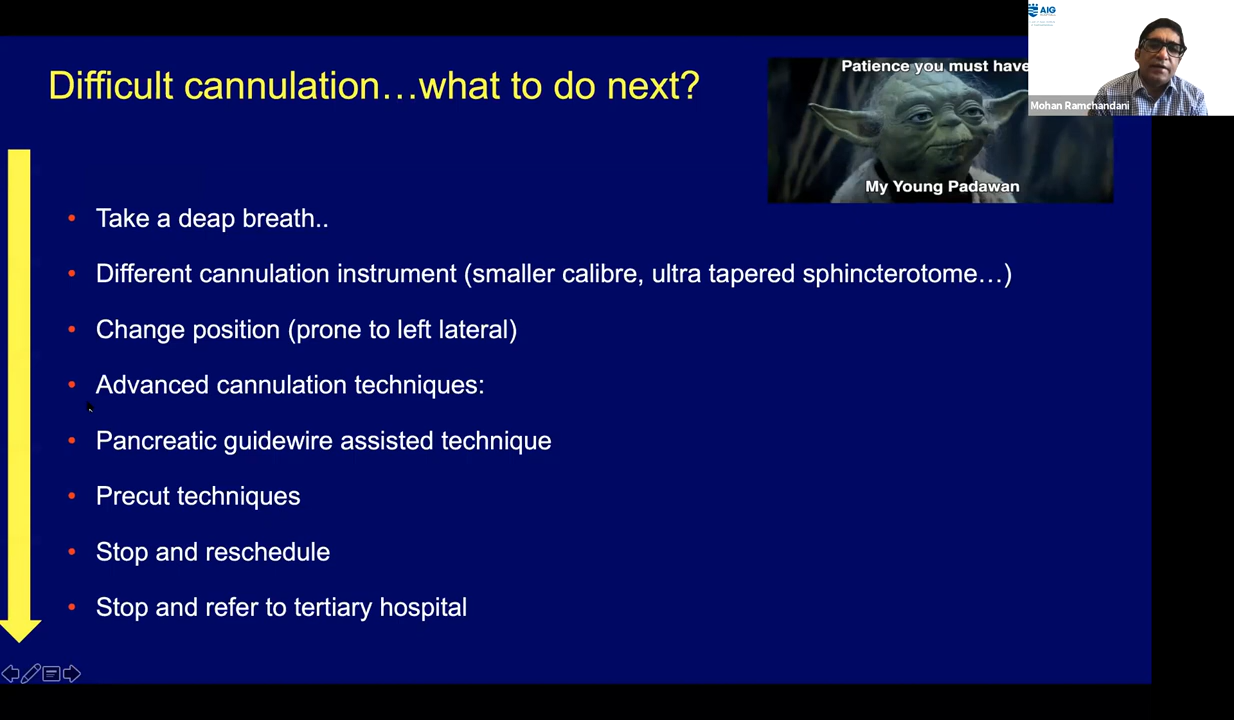 AIG
Difficult cannulation…what to do next?
Patience you must have
Mohan Ramchandani
My Young Padawan
• Take a deap breath..
• Different cannulation instrument (smaller calibre, ultra tapered sphincterotome…)
• Change position (prone to left lateral)
• Advanced cannulation techniques:
• Pancreatic guidewire assisted technique
• Precut techniques
• Stop and reschedule
• Stop and refer to tertiary hospital